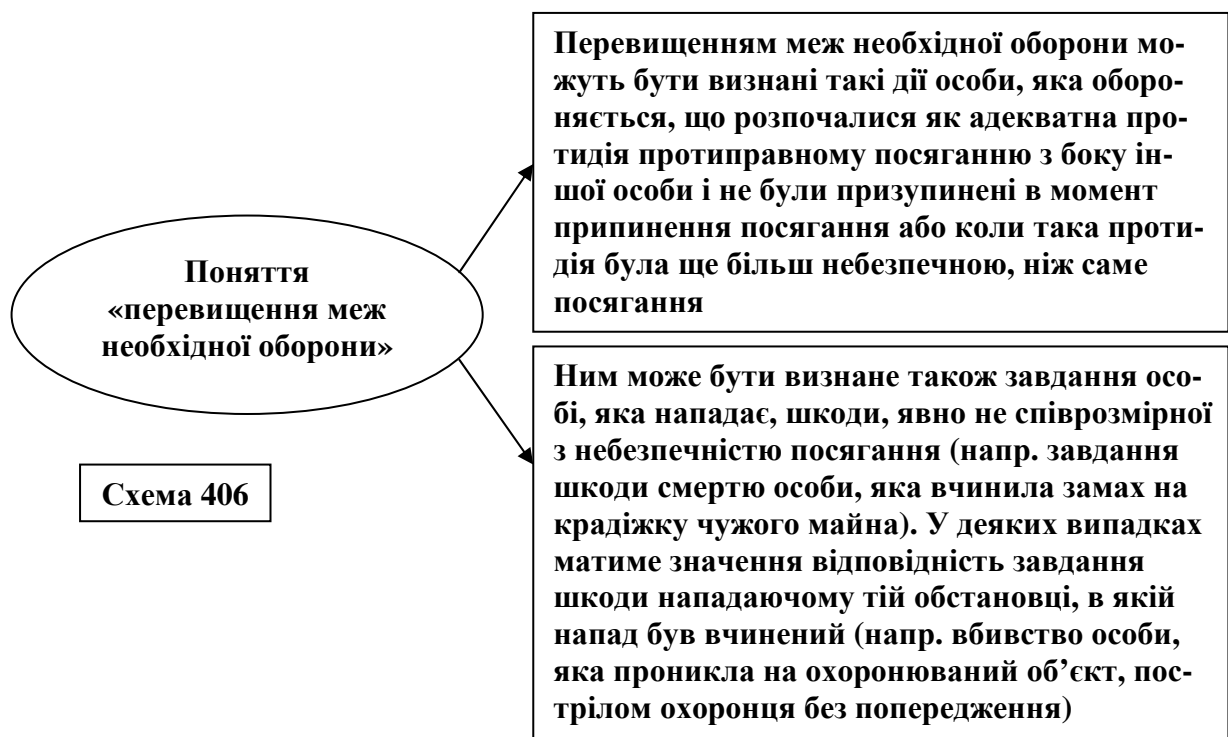 Перевищенням меж необхідної оборони мо-
жуть бути визнані такі дії особи, яка оборо-
няється, що розпочалися як адекватна про-
тидія протиправному посяганню з боку ін-
шої особи і не були призупинені в момент
припинення посягання або коли така проти-
дія була ще більш небезпечною, ніж саме
посягання
Поняття
«перевищення меж
необхідної оборони»
Ним може бути визнане також завдання осо-
бі, яка нападає, шкоди, явно не співрозмірної
з небезпечністю посягання (напр. завдання
шкоди смертю особи, яка вчинила замах на
крадіжку чужого майна). У деяких випадках
матиме значення відповідність завдання
шкоди нападаючому тій обстановці, в якій
напад був вчинений (напр. вбивство особи,
яка проникла на охоронюваний об’єкт, пос-
трілом охоронця без попередження)
Схема 406